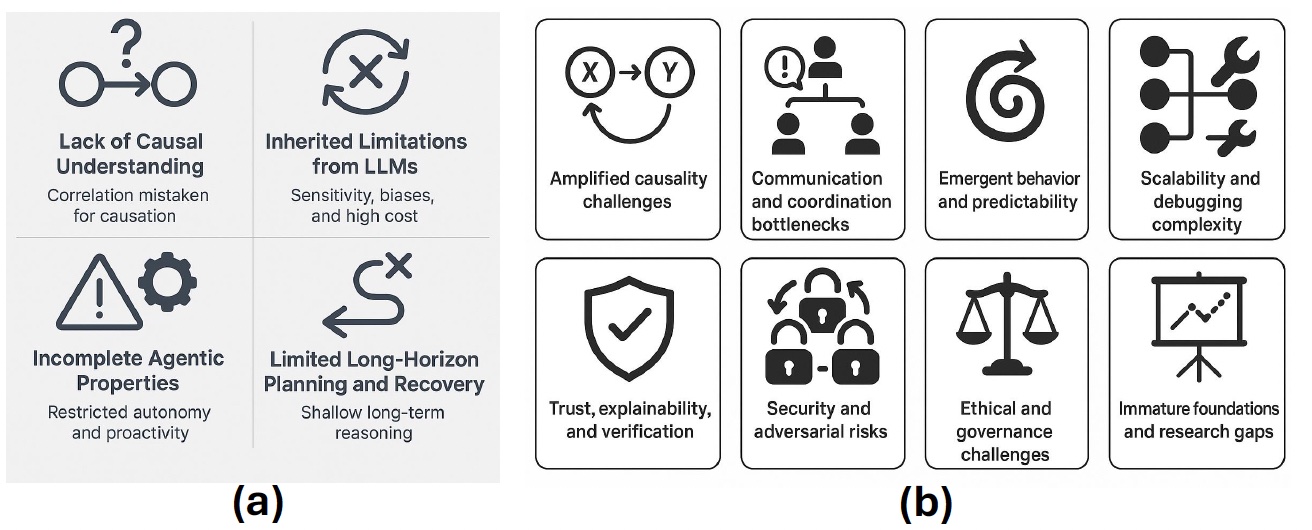 ?
Lack of Causal
Understanding
Correlation mistaken
for causation
Inherited Limitations
from LLMs
Sensitivity, biases,
and high cost
!
Incomplete Agentic
Properties
Restricted autonomy
and proactivity
Limited Long-Horizon
Planning and Recovery
Shallow long-term
reasoning
(a)
X → Y
Amplified causality
challenges
!
Communication
and coordination
bottlenecks
Emergent behavior
and predictability
Scalability and
debugging
complexity
Trust, explainability,
and verification
Security and
adversarial risks
Ethical and
governance
challenges
Immature foundations
and research gaps
(b)